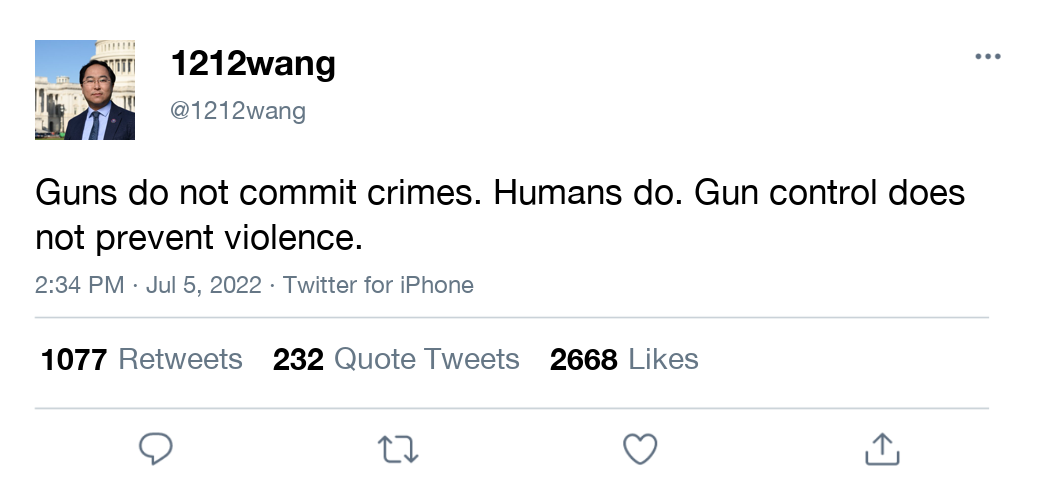 1212wang
@1212wang
Guns do not commit crimes. Humans do. Gun control does
not prevent violence.
2:34 PM · Jul 5, 2022 · Twitter for iPhone
1077 Retweets 232 Quote Tweets 2668 Likes